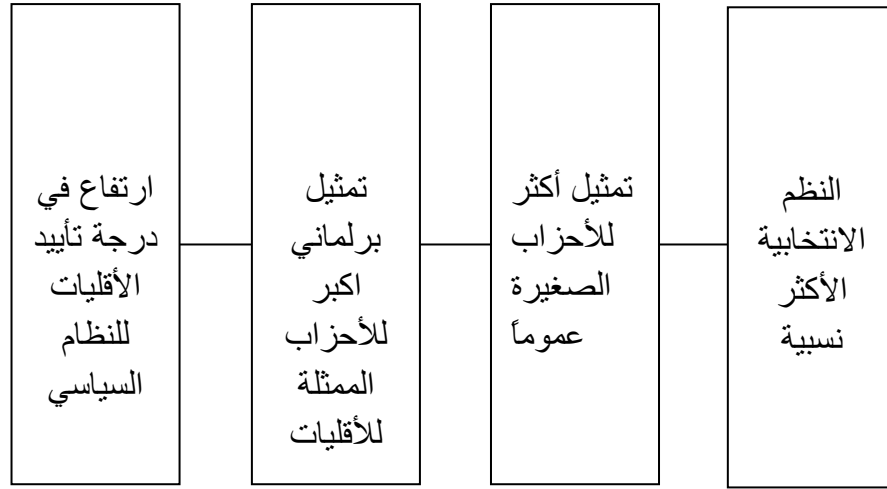 النظم
الانتخابية
الأكثر
نسبية
تمثيل أكثر
للأحزاب
الصغيرة
عموماً
تمثيل
برلماني
اكبر
للأحزاب
الممثلة
للأقليات
ارتفاع في
درجة تأييد
الأقليات
للنظام
السياسي